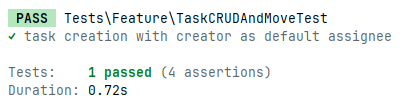 PASS Tests\Feature\TaskCRUDAndMoveTest
✓ task creation with creator as default assignee
Tests: 1 passed (4 assertions)
Duration: 0.72s